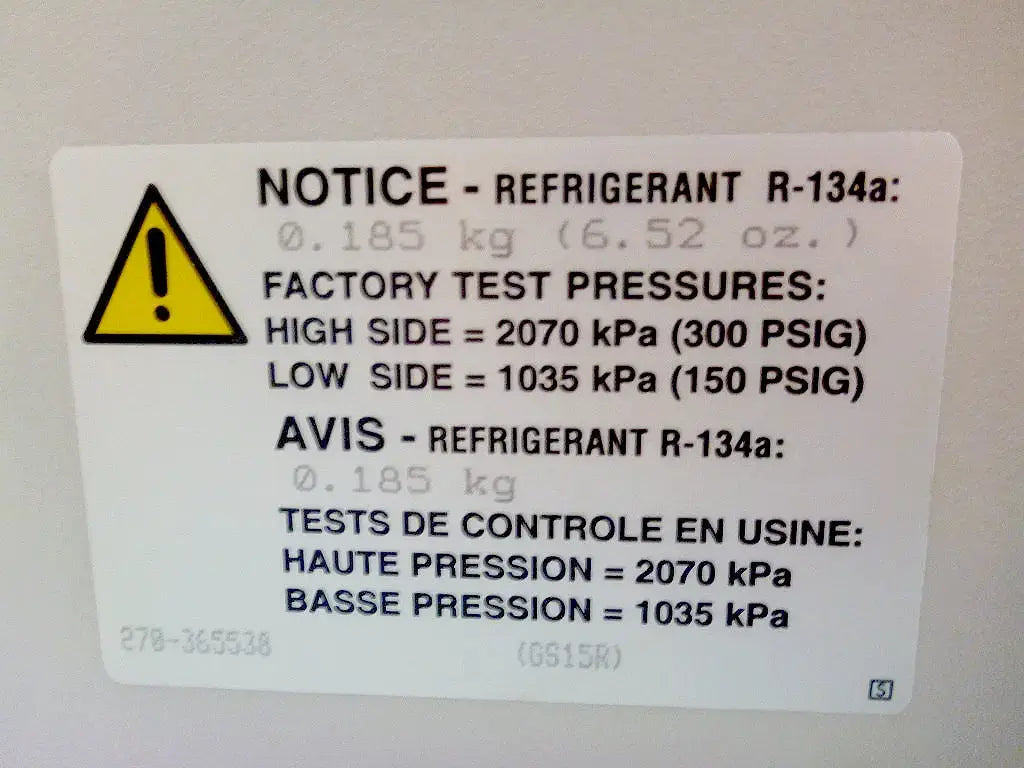 NOTICE - REFRIGERANT R-134a:
0.185 kg (6.52 oz.)
FACTORY TEST PRESSURES:
HIGH SIDE = 2070 kPa (300 PSIG)
LOW SIDE = 1035 kPa (150 PSIG)
AVIS - REFRIGERANT R-134a:
0.185 kg
TESTS DE CONTROLE EN USINE:
HAUTE PRESSION = 2070 kPa
BASSE PRESSION = 1035 kPa
270-365538 (GS15R)
S